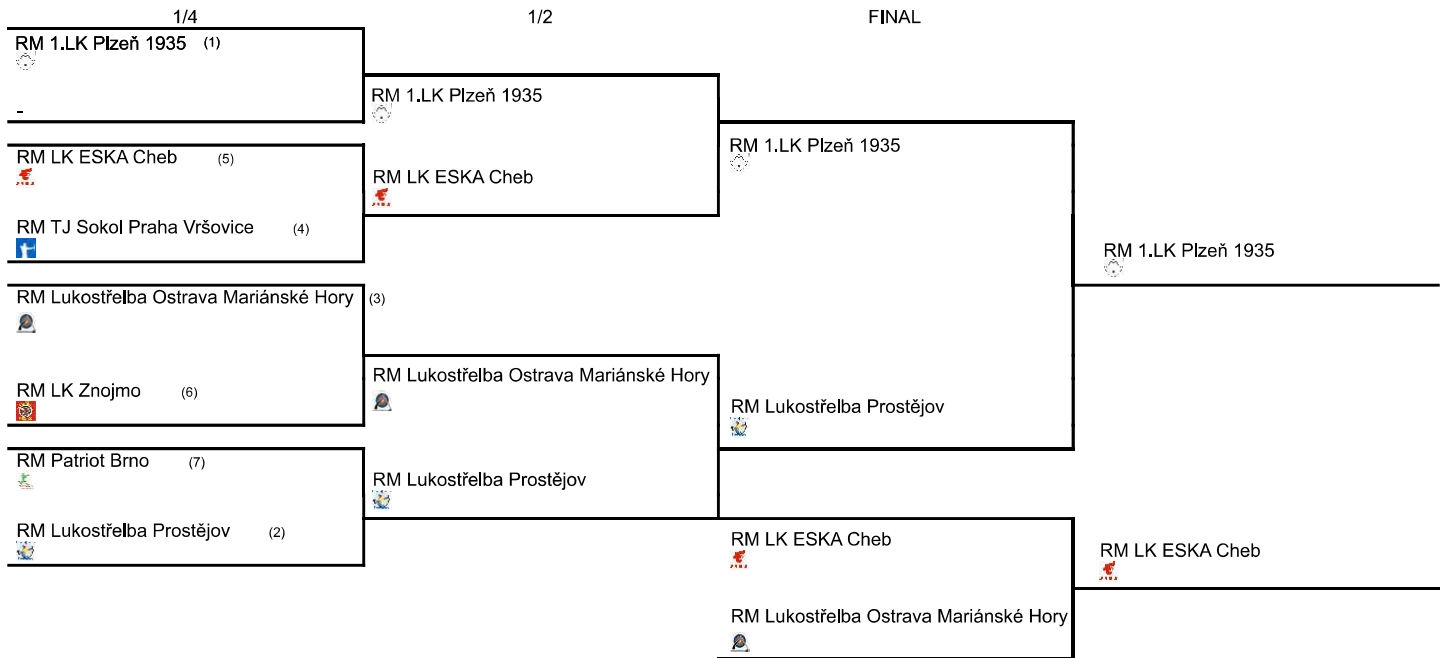 1/4 1/2 FINAL
RM 1.LK Plzeň 1935 (1)
-
RM LK ESKA Cheb (5)
RM TJ Sokol Praha Vršovice (4)
RM Lukostřelba Ostrava Mariánské Hory (3)
RM LK Znojmo (6)
RM Patriot Brno (7)
RM Lukostřelba Prostějov (2)
RM 1.LK Plzeň 1935
RM LK ESKA Cheb
RM Lukostřelba Ostrava Mariánské Hory
RM Lukostřelba Prostějov
RM 1.LK Plzeň 1935
RM Lukostřelba Prostějov
RM LK ESKA Cheb
RM Lukostřelba Ostrava Mariánské Hory
RM 1.LK Plzeň 1935
RM LK ESKA Cheb